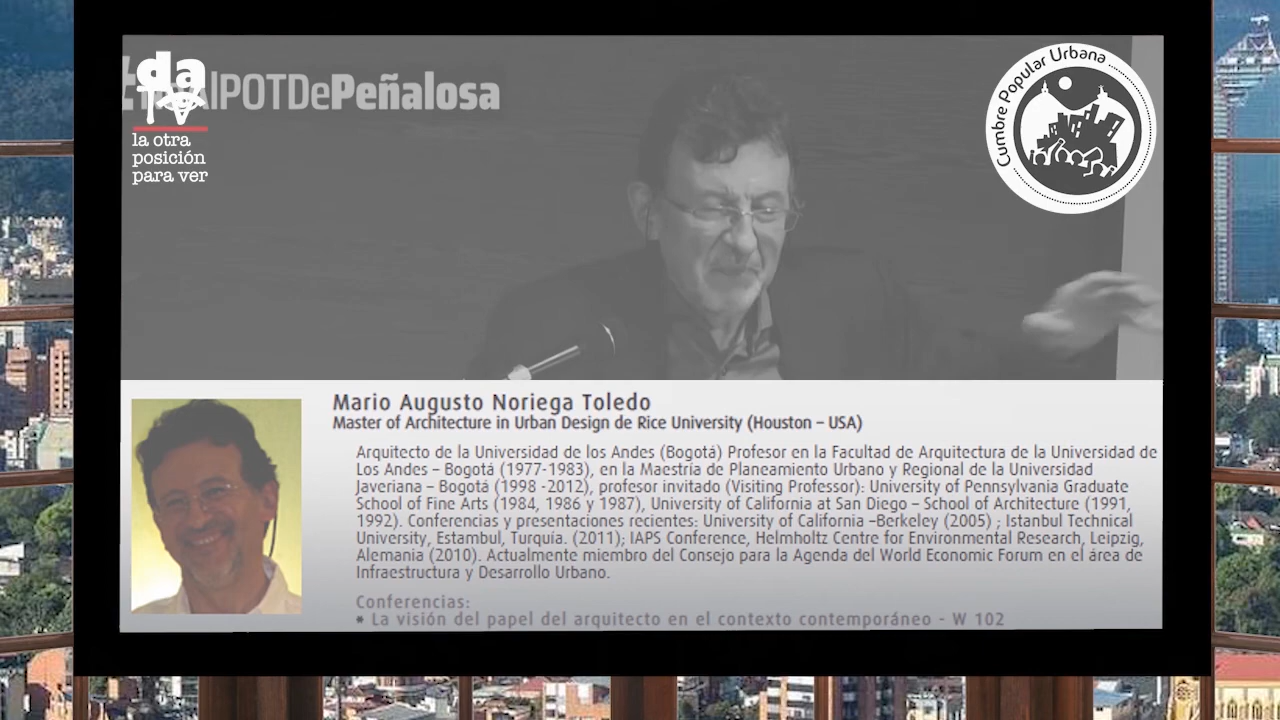 da
lPOTDePeñalosa
la otra
posición
para ver
Cumbre Popular Urbana
Mario Augusto Noriega Toledo
Master of Architecture in Urban Design de Rice University (Houston – USA)
Arquitecto de la Universidad de los Andes (Bogotá) Profesor en la Facultad de Arquitectura de la Universidad de
Los Andes – Bogotá (1977-1983), en la Maestría de Planeamiento Urbano y Regional de la Universidad
Javeriana – Bogotá (1998 -2012), profesor invitado (Visiting Professor): University of Pennsylvania Graduate
School of Fine Arts (1984, 1986 y 1987), University of California at San Diego – School of Architecture (1991,
1992). Conferencias y presentaciones recientes: University of California –Berkeley (2005) ; Istanbul Technical
University, Estambul, Turquía. (2011); IAPS Conference, Helmholtz Centre for Environmental Research, Leipzig,
Alemania (2010). Actualmente miembro del Consejo para la Agenda del World Economic Forum en el área de
Infraestructura y Desarrollo Urbano.
Conferencias:
• La visión del papel del arquitecto en el contexto contemporáneo - W 102